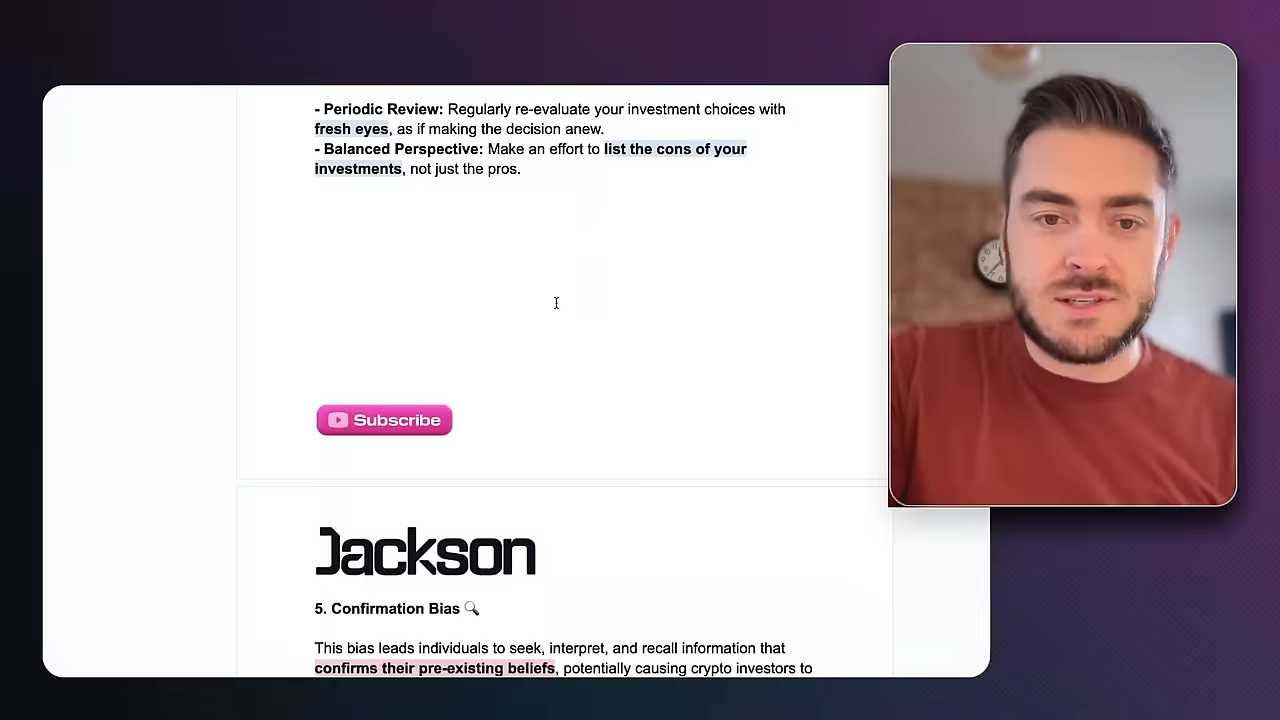 - Periodic Review: Regularly re-evaluate your investment choices with
fresh eyes, as if making the decision anew.
- Balanced Perspective: Make an effort to list the cons of your
investments, not just the pros.
Subscribe
Jackson
5. Confirmation Bias 🔍
This bias leads individuals to seek, interpret, and recall information that
confirms their pre-existing beliefs, potentially causing crypto investors to